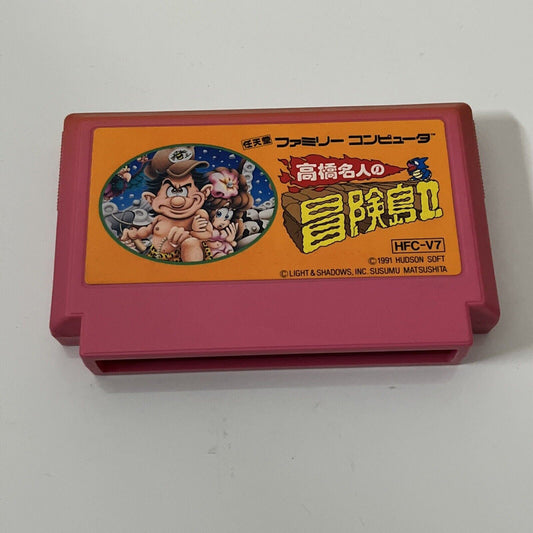 任天堂 ファミリー コンピュータ
高橋名人の
冒険島II
HFC-V7
©1991 HUDSON SOFT
©LIGHT & SHADOWS, INC. SUSUMU MATSUSHITA